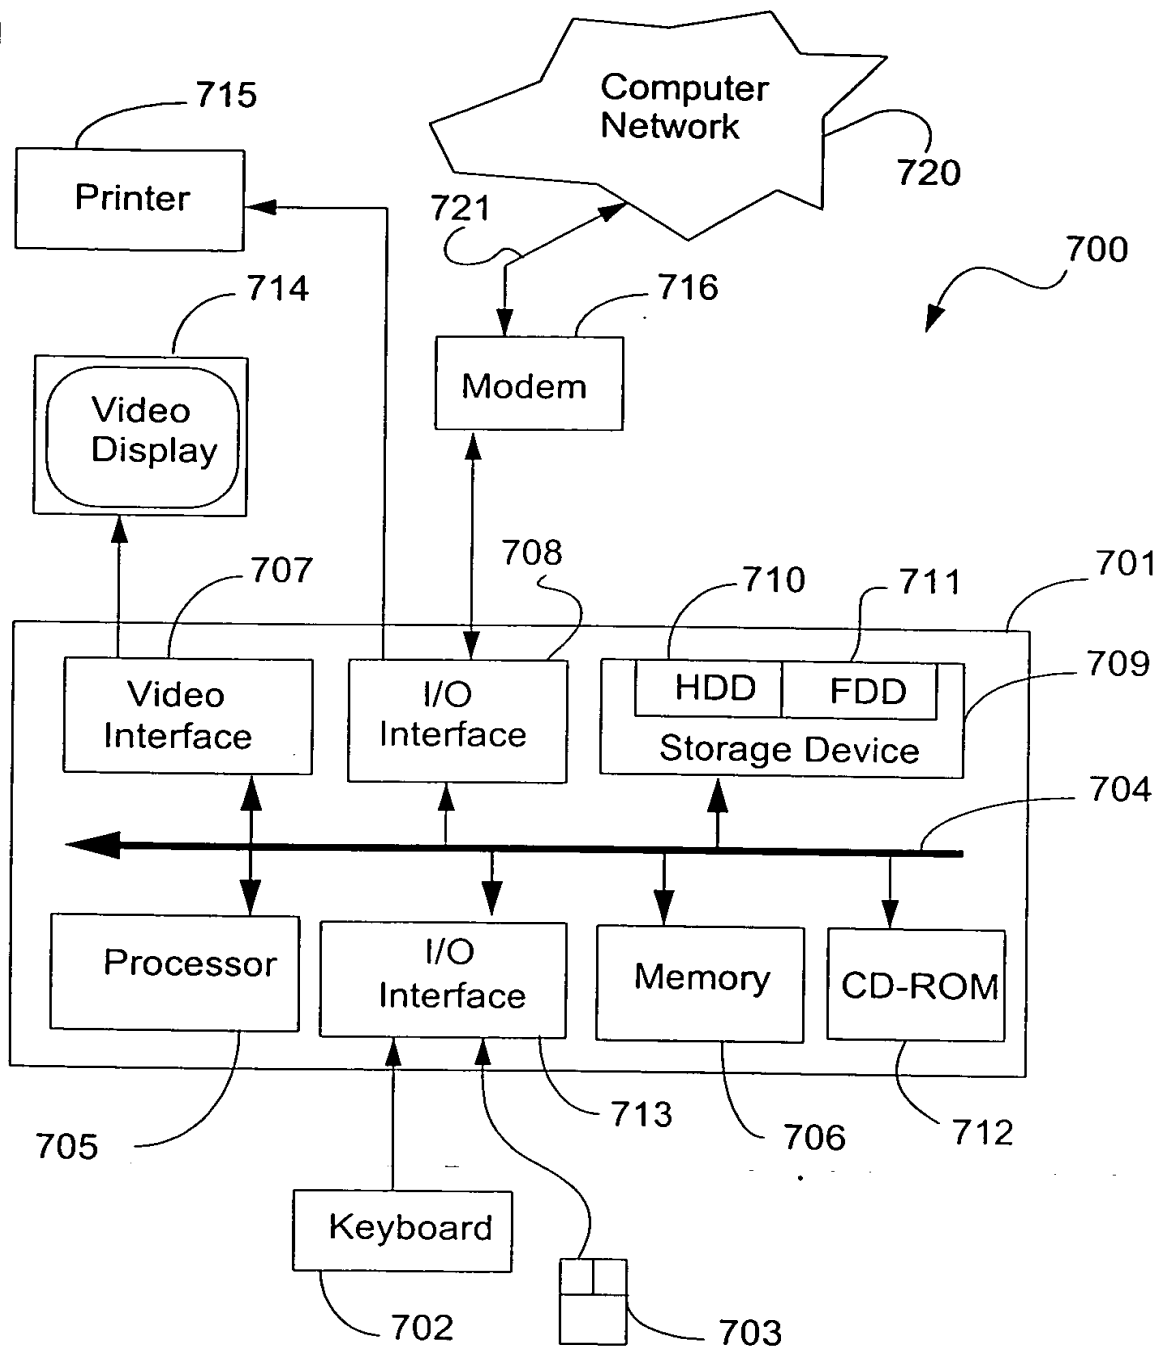 715
Computer
Network
720
Printer
721
700
714
716
Video
Display
Modem
707
708
710
711
701
Video
Interface
I/O
Interface
HDD
FDD
Storage Device
709
704
Processor
I/O
Interface
Memory
CD-ROM
705
713
706
712
Keyboard
702
703